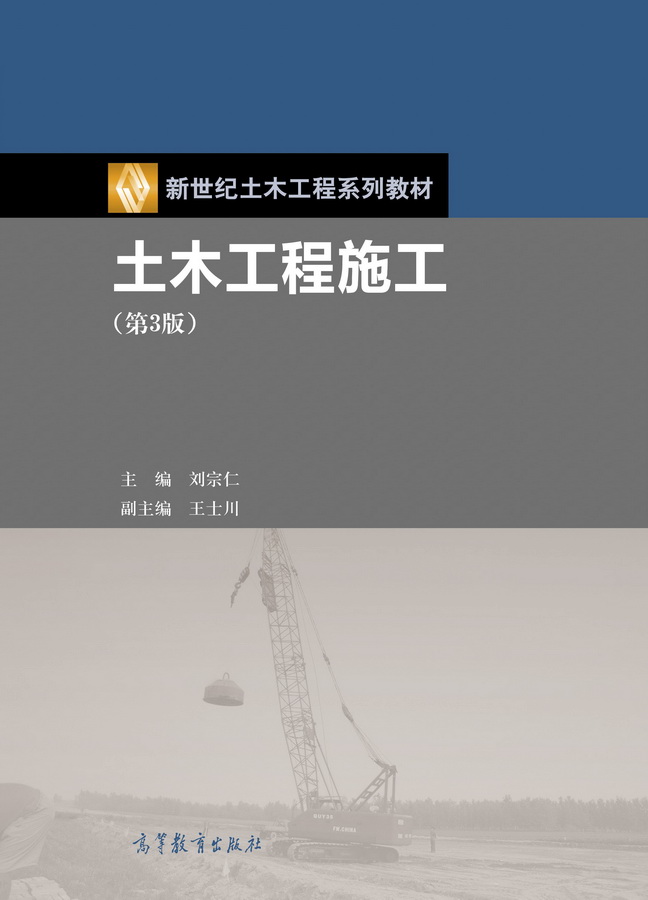 新世纪土木工程系列教材
土木工程施工
（第3版）
主 编 刘宗仁
副主编 王士川
高等教育出版社